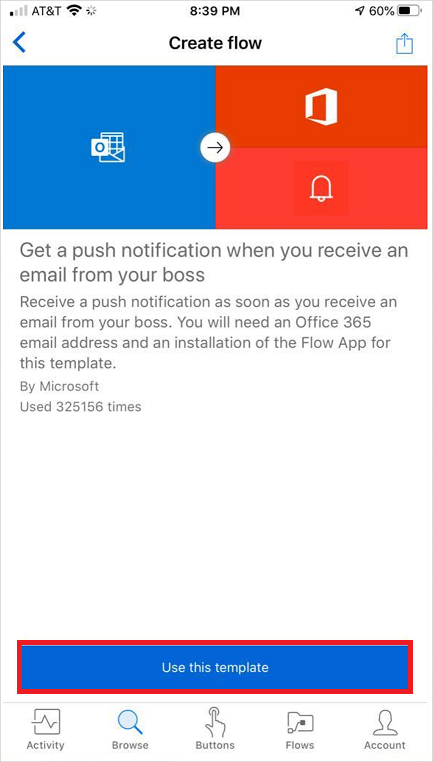 AT&T 8:39 PM 60%
Create flow
Get a push notification when you receive an
email from your boss
Receive a push notification as soon as you receive an
email from your boss. You will need an Office 365
email address and an installation of the Flow App for
this template.
By Microsoft
Used 325156 times
Use this template
Activity Browse Buttons Flows Account